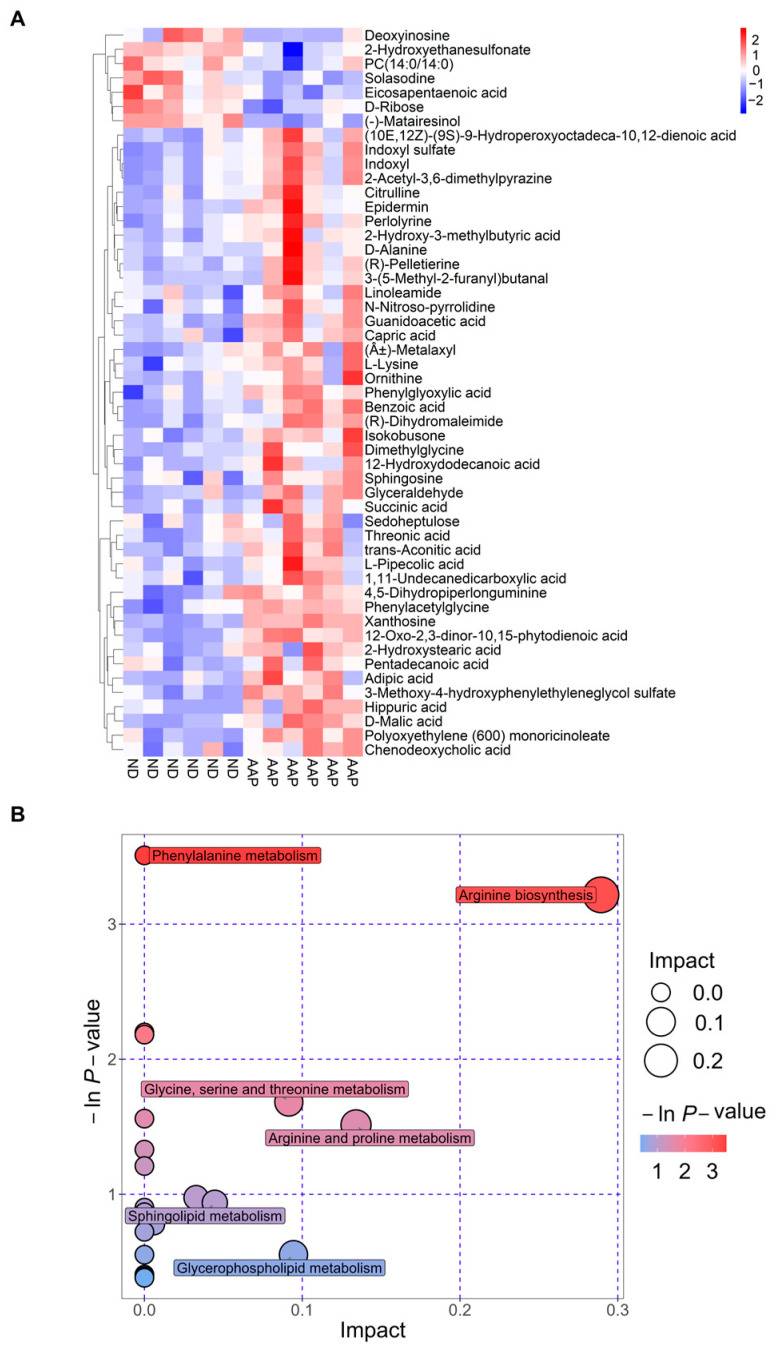 A
Deoxyinosine
2-Hydroxyethanesulfonate
PC(14:0/14:0)
Solasodine
Eicosapentaenoic acid
D-Ribose
(-)-Matairesinol
(10E,12Z)-(9S)-9-Hydroperoxyoctadeca-10,12-dienoic acid
Indoxyl sulfate
Indoxyl
2-Acetyl-3,6-dimethylpyrazine
Citrulline
Epidermin
Perlolyrine
2-Hydroxy-3-methylbutyric acid
D-Alanine
(R)-Pelletierine
3-(5-Methyl-2-furanyl)butanal
Linoleamide
N-Nitroso-pyrrolidine
Guanidoacetic acid
Capric acid
(Â±)-Metalaxyl
L-Lysine
Ornithine
Phenylglyoxylic acid
Benzoic acid
(R)-Dihydromaleimide
Isokobusone
Dimethylglycine
12-Hydroxydodecanoic acid
Sphingosine
Glyceraldehyde
Succinic acid
Sedoheptulose
Threonic acid
trans-Aconitic acid
L-Pipecolic acid
1,11-Undecanedicarboxylic acid
4,5-Dihydropiperlonguminine
Phenylacetylglycine
Xanthosine
12-Oxo-2,3-dinor-10,15-phytodienoic acid
2-Hydroxystearic acid
Pentadecanoic acid
Adipic acid
3-Methoxy-4-hydroxyphenylethyleneglycol sulfate
Hippuric acid
D-Malic acid
Polyoxyethylene (600) monoricinoleate
Chenodeoxycholic acid
2
1
0
−1
−2
ND ND ND ND ND ND AAP AAP AAP AAP AAP AAP
B
Phenylalanine metabolism
Arginine biosynthesis
Glycine, serine and threonine metabolism
Arginine and proline metabolism
Sphingolipid metabolism
Glycerophospholipid metabolism
3
2
1
− ln P − value
0.0 0.1 0.2 0.3
Impact
Impact
0.0
0.1
0.2
− ln P − value
1 2 3